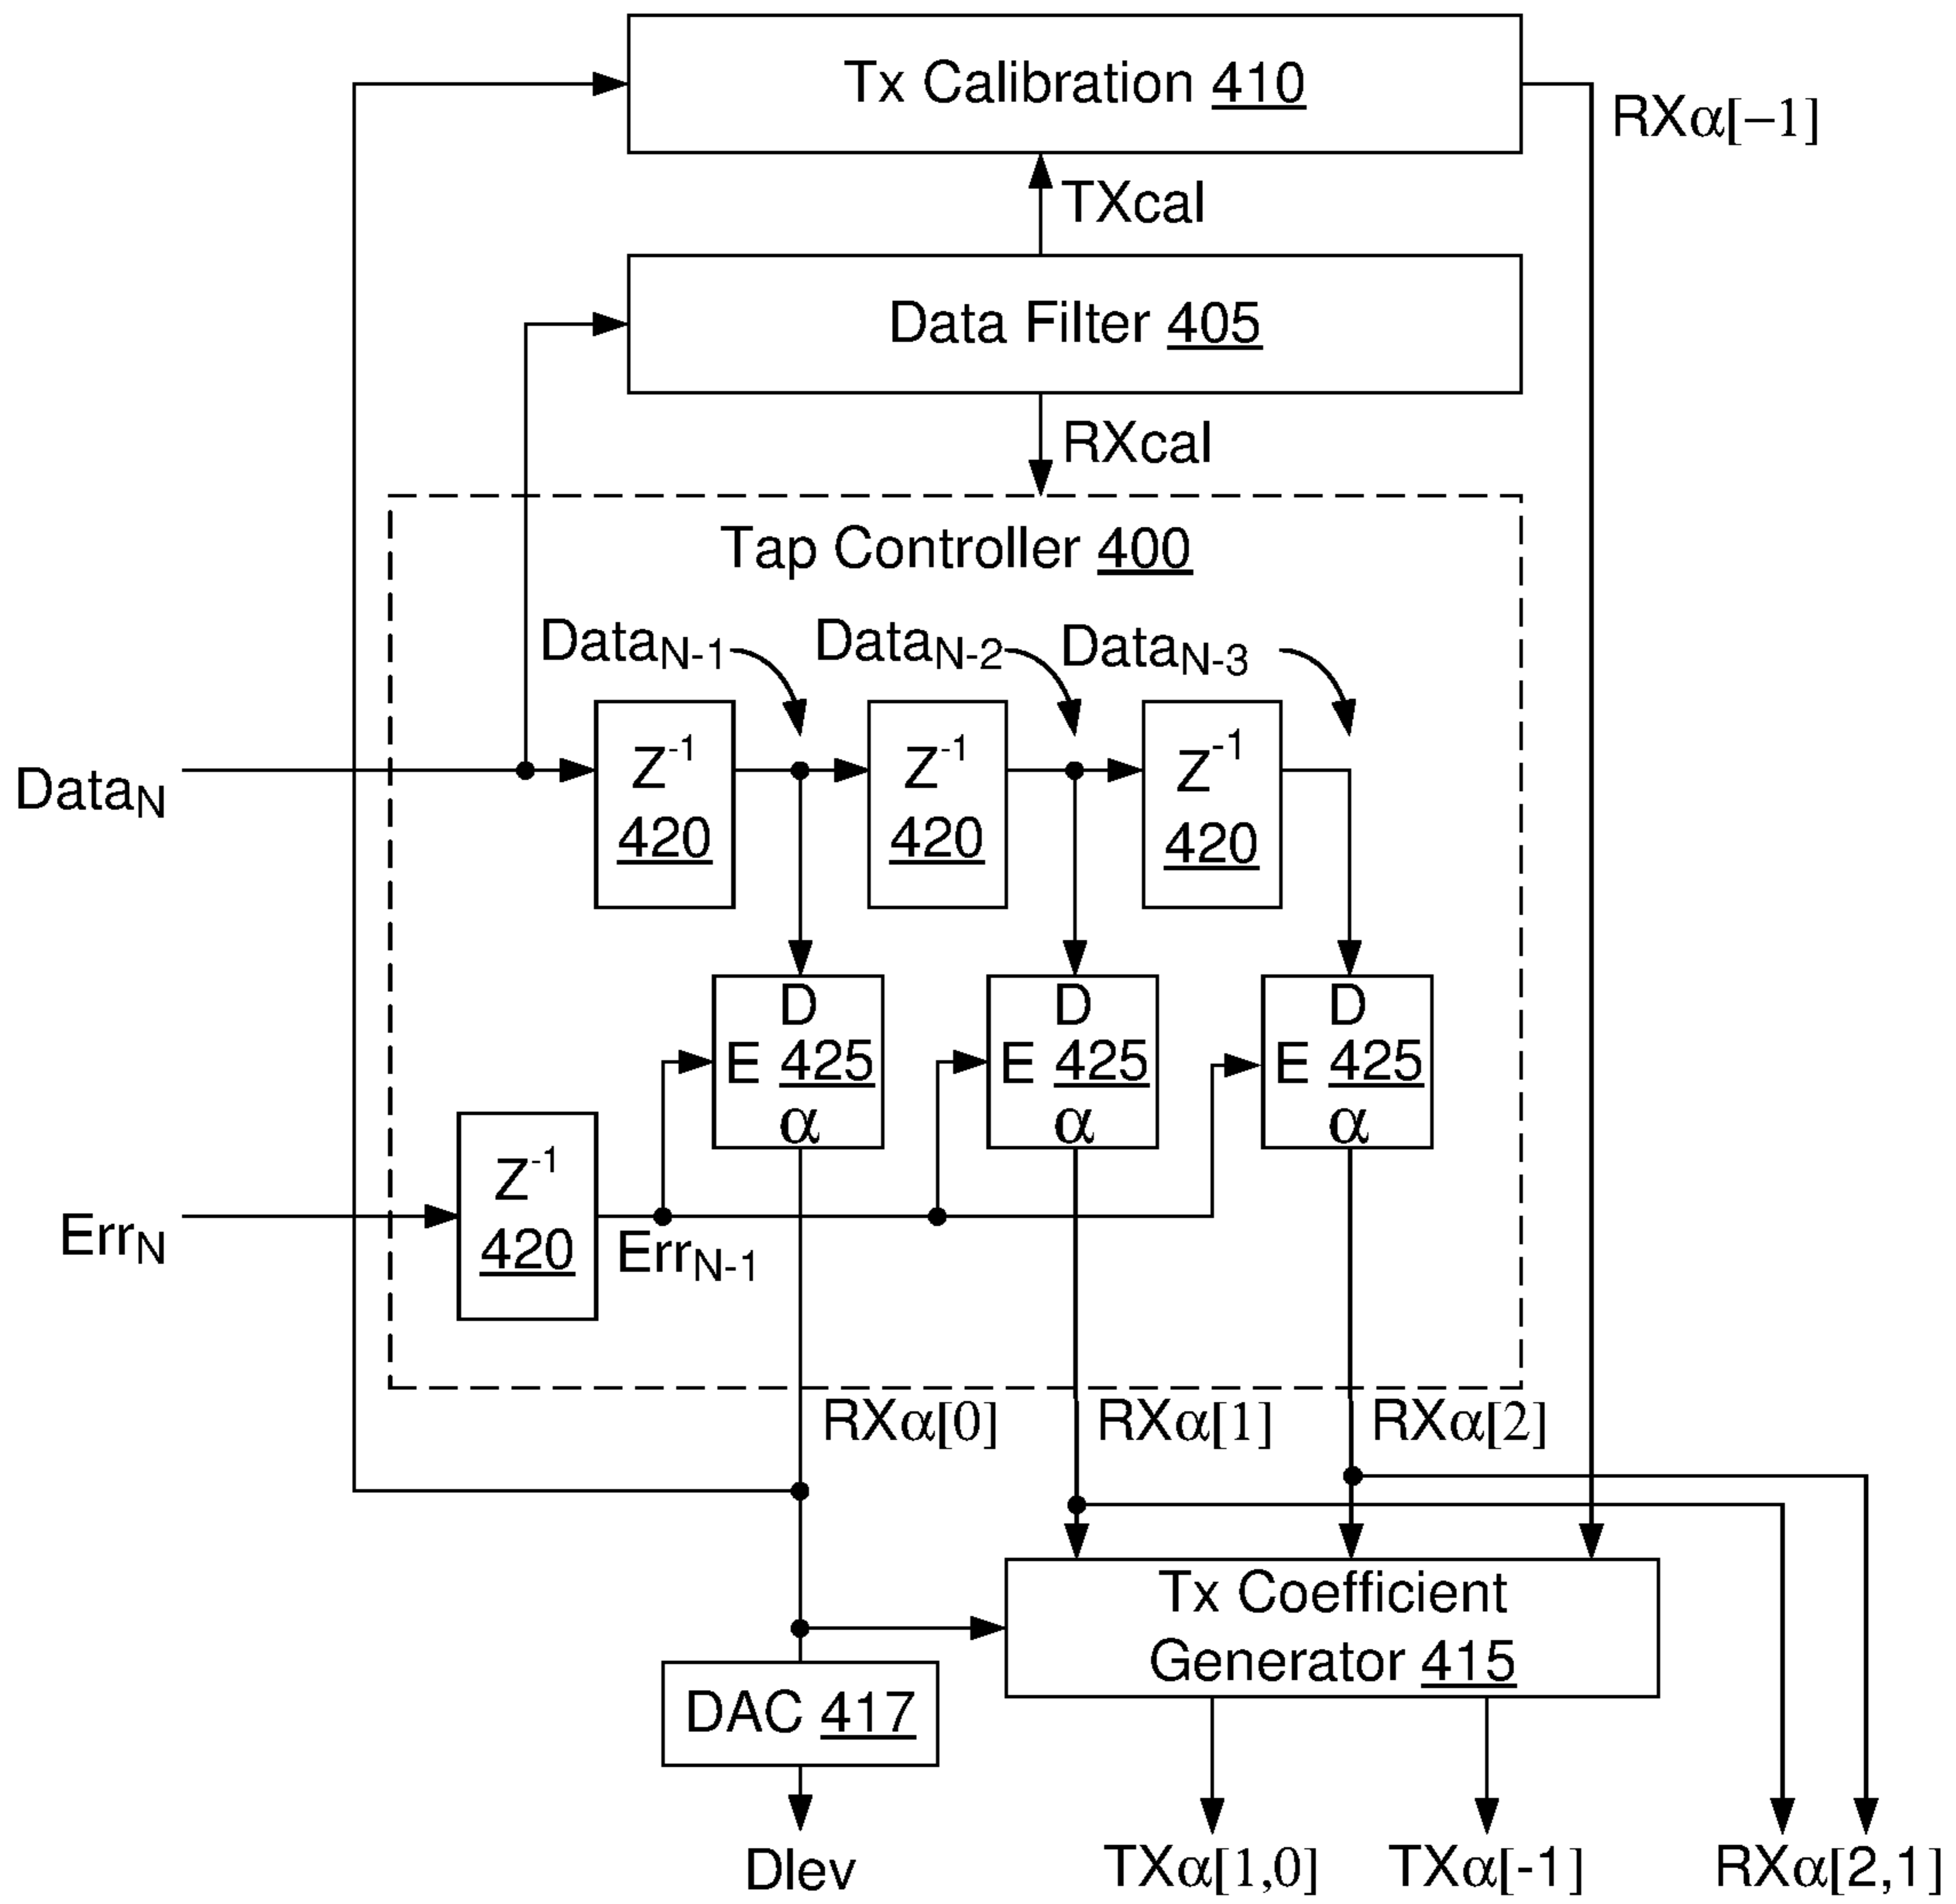 Tx Calibration 410
RXα[−1]
TXcal
Data Filter 405
RXcal
Tap Controller 400
DataN-1
DataN-2
DataN-3
DataN
Z-1
420
Z-1
420
Z-1
420
D
E 425
α
D
E 425
α
D
E 425
α
ErrN
Z-1
420
ErrN-1
RXα[0]
RXα[1]
RXα[2]
Tx Coefficient
Generator 415
DAC 417
Dlev
TXα[1,0]
TXα[-1]
RXα[2,1]